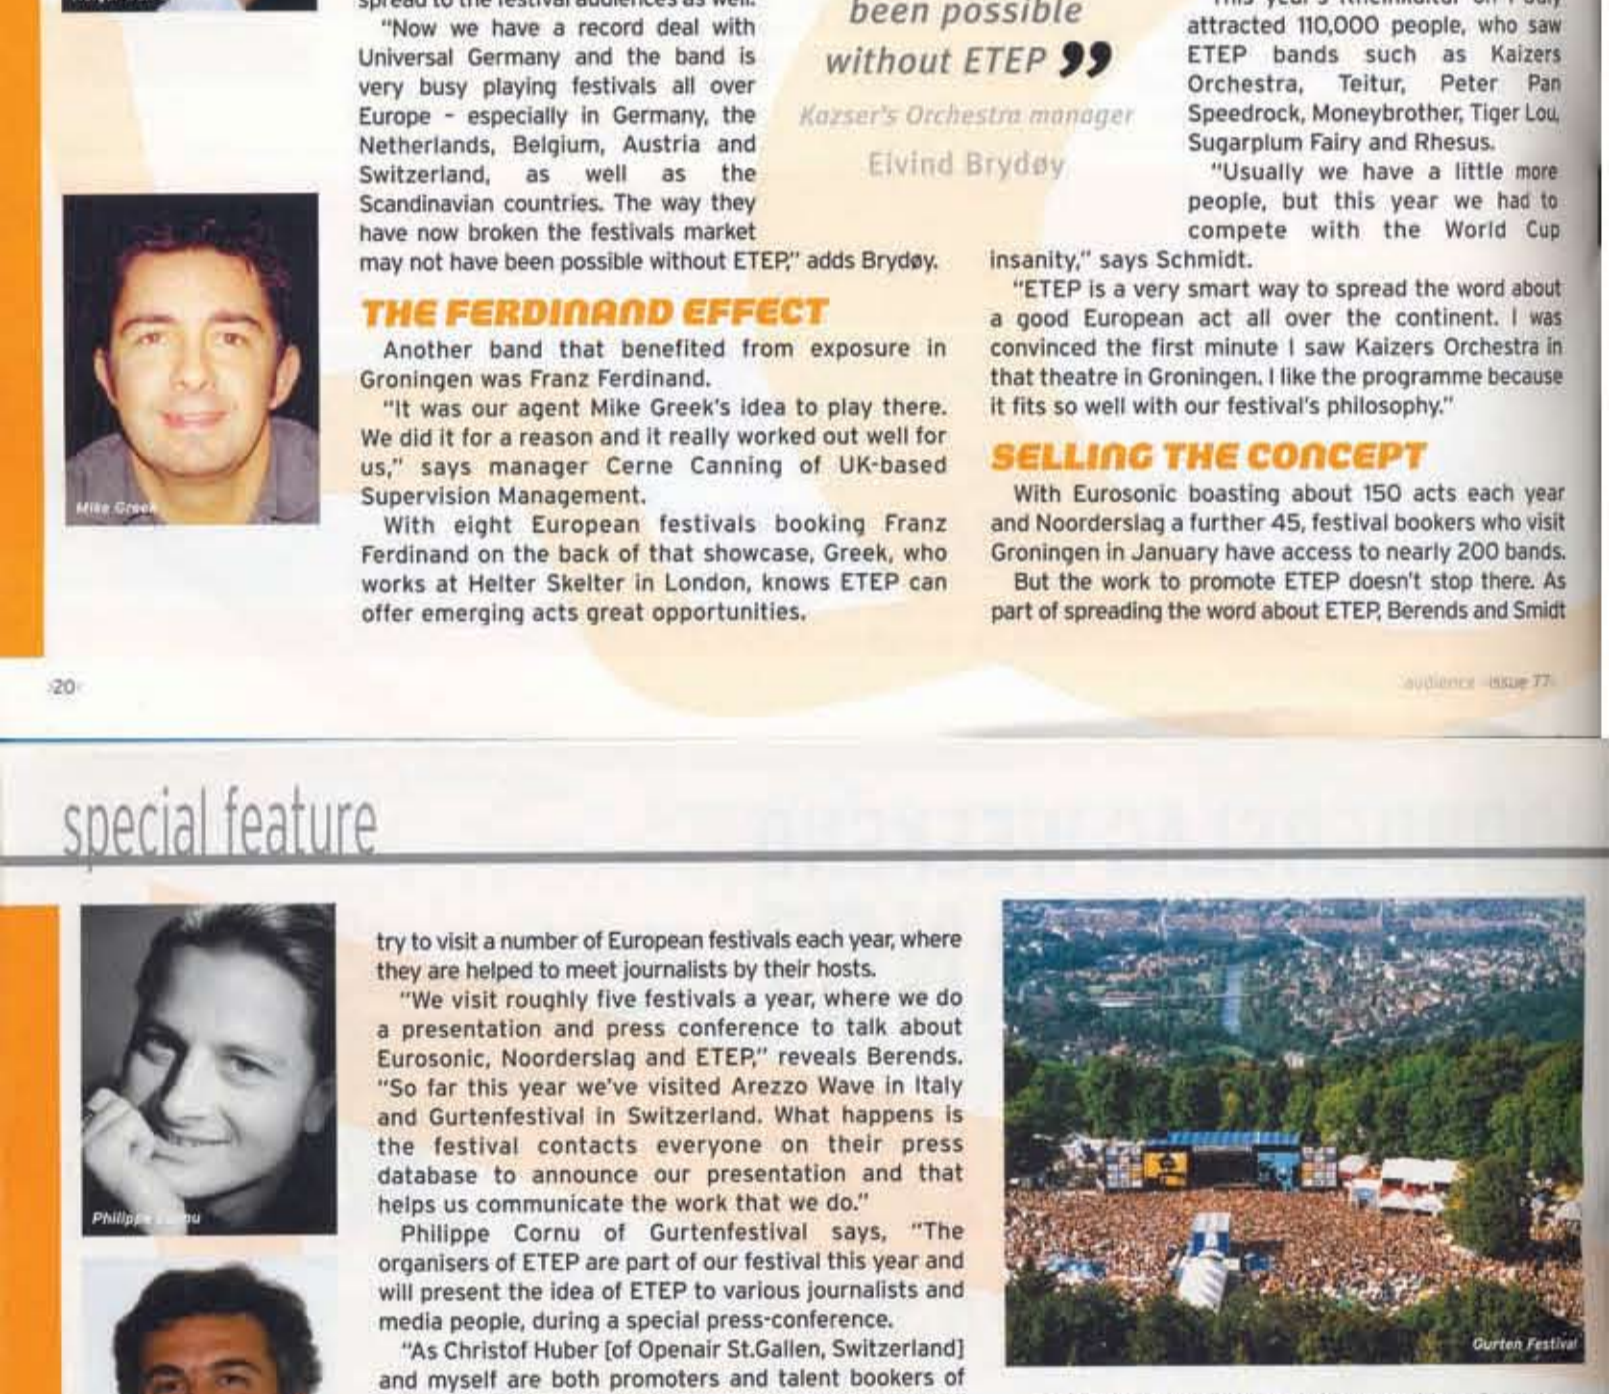 spread to the festival audiences as well.
"Now we have a record deal with
Universal Germany and the band is
very busy playing festivals all over
Europe - especially in Germany, the
Netherlands, Belgium, Austria and
Switzerland, as well as the
Scandinavian countries. The way they
have now broken the festivals market
may not have been possible without ETEP," adds Brydøy.
THE FERDINAND EFFECT
Another band that benefited from exposure in
Groningen was Franz Ferdinand.
"It was our agent Mike Greek's idea to play there.
We did it for a reason and it really worked out well for
us," says manager Cerne Canning of UK-based
Supervision Management.
With eight European festivals booking Franz
Ferdinand on the back of that showcase, Greek, who
works at Helter Skelter in London, knows ETEP can
offer emerging acts great opportunities.
Mike Greek
been possible
without ETEP ”
Kazser's Orchestra manager
Eivind Brydøy
This year's Rheinkultur on 1 July
attracted 110,000 people, who saw
ETEP bands such as Kaizers
Orchestra, Teitur, Peter Pan
Speedrock, Moneybrother, Tiger Lou,
Sugarplum Fairy and Rhesus.
"Usually we have a little more
people, but this year we had to
compete with the World Cup
insanity," says Schmidt.
"ETEP is a very smart way to spread the word about
a good European act all over the continent. I was
convinced the first minute I saw Kaizers Orchestra in
that theatre in Groningen. I like the programme because
it fits so well with our festival's philosophy."
SELLING THE CONCEPT
With Eurosonic boasting about 150 acts each year
and Noorderslag a further 45, festival bookers who visit
Groningen in January have access to nearly 200 bands.
But the work to promote ETEP doesn't stop there. As
part of spreading the word about ETEP, Berends and Smidt
20
audience issue 77
special feature
Philippe Cornu
try to visit a number of European festivals each year, where
they are helped to meet journalists by their hosts.
"We visit roughly five festivals a year, where we do
a presentation and press conference to talk about
Eurosonic, Noorderslag and ETEP," reveals Berends.
"So far this year we've visited Arezzo Wave in Italy
and Gurtenfestival in Switzerland. What happens is
the festival contacts everyone on their press
database to announce our presentation and that
helps us communicate the work that we do."
Philippe Cornu of Gurtenfestival says, "The
organisers of ETEP are part of our festival this year and
will present the idea of ETEP to various journalists and
media people, during a special press-conference.
"As Christof Huber [of Openair St.Gallen, Switzerland]
and myself are both promoters and talent bookers of
Gurten Festival